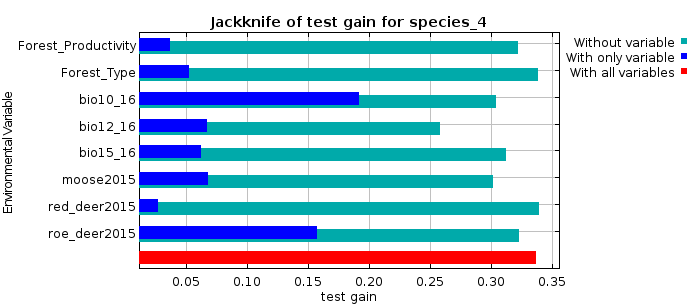 Jackknife of test gain for species_4
Environmental Variable
Forest_Productivity
Forest_Type
bio10_16
bio12_16
bio15_16
moose2015
red_deer2015
roe_deer2015
0.05 0.10 0.15 0.20 0.25 0.30 0.35
test gain
Without variable
With only variable
With all variables